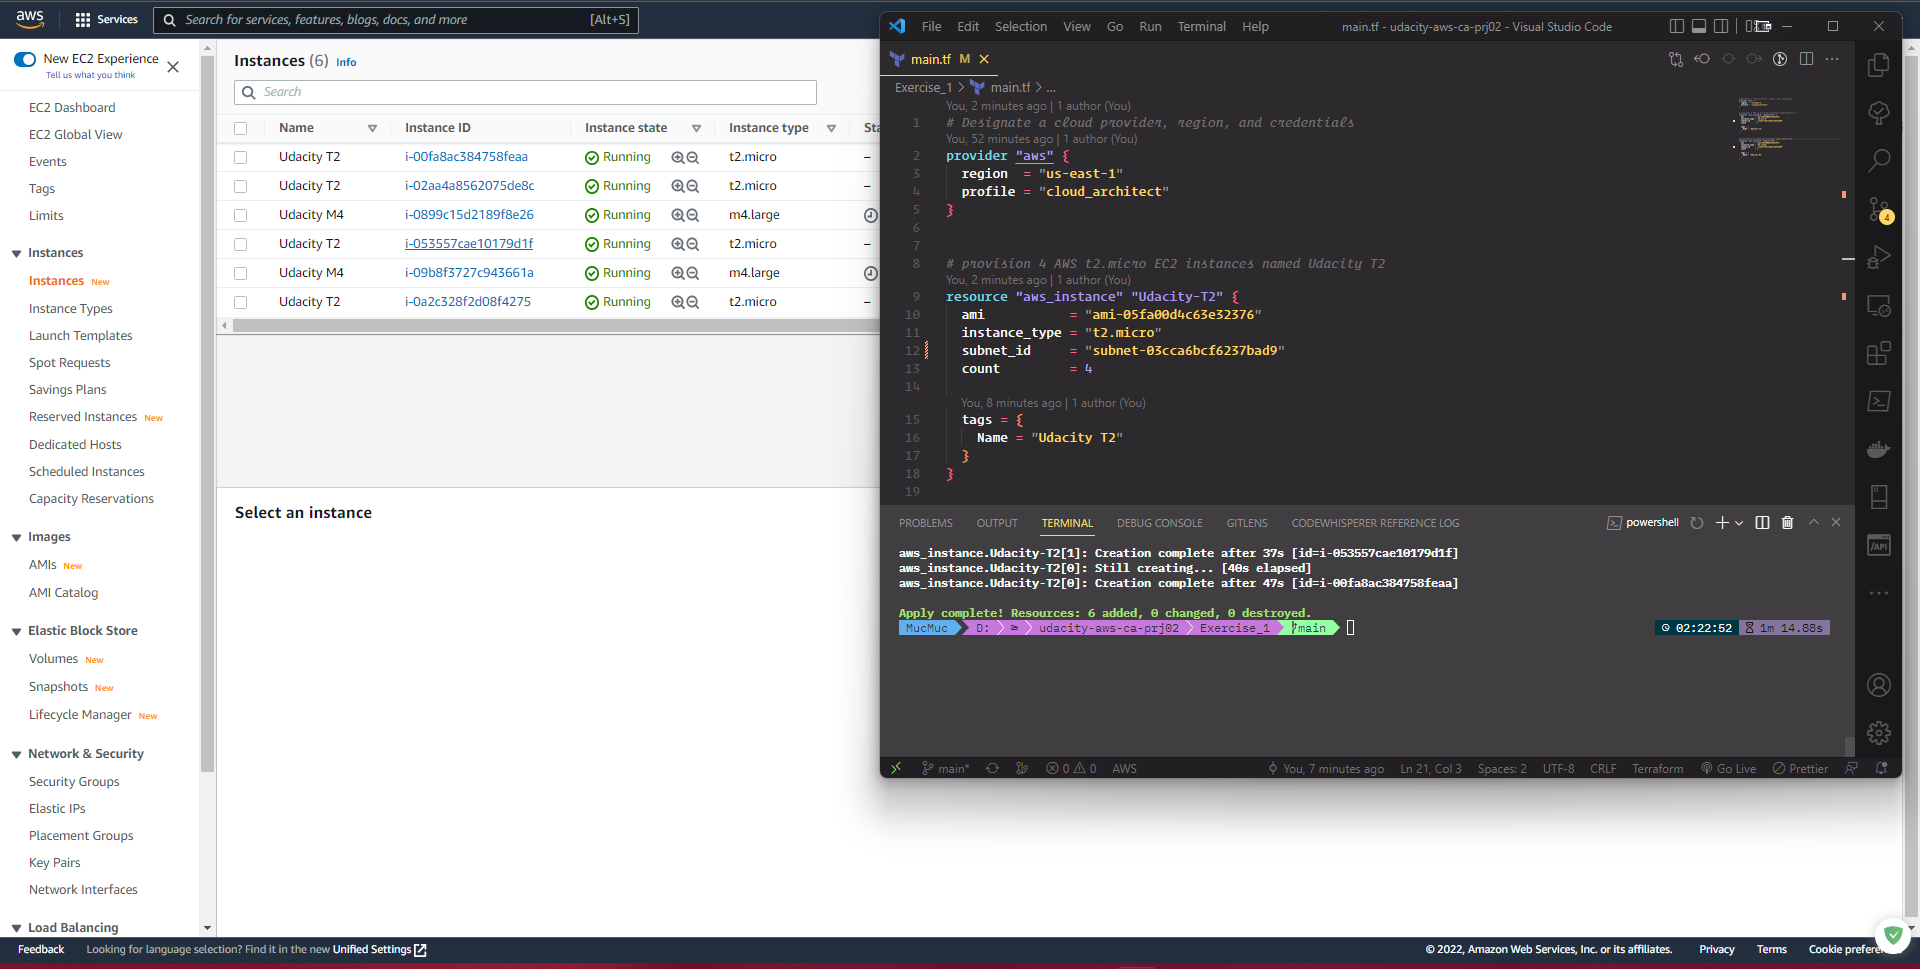 aws
Services
Search for services, features, blogs, docs, and more
[Alt+S]
New EC2 Experience
Tell us what you think
EC2 Dashboard
EC2 Global View
Events
Tags
Limits
Instances
Instances New
Instance Types
Launch Templates
Spot Requests
Savings Plans
Reserved Instances New
Dedicated Hosts
Scheduled Instances
Capacity Reservations
Images
AMIs New
AMI Catalog
Elastic Block Store
Volumes New
Snapshots New
Lifecycle Manager New
Network & Security
Security Groups
Elastic IPs
Placement Groups
Key Pairs
Network Interfaces
Load Balancing
Instances (6) Info
Search
Name Instance ID Instance state Instance type Sta
Udacity T2 i-00fa8ac384758feaa Running t2.micro –
Udacity T2 i-02aa4a8562075de8c Running t2.micro –
Udacity M4 i-0899c15d2189f8e26 Running m4.large
Udacity T2 i-053557cae10179d1f Running t2.micro –
Udacity M4 i-09b8f3727c943661a Running m4.large
Udacity T2 i-0a2c328f2d08f4275 Running t2.micro –
Select an instance
File Edit Selection View Go Run Terminal Help
main.tf - udacity-aws-ca-prj02 - Visual Studio Code
main.tf M
Exercise_1 > main.tf > ...
You, 2 minutes ago | 1 author (You)
1 # Designate a cloud provider, region, and credentials
You, 52 minutes ago | 1 author (You)
2 provider "aws" {
3 region = "us-east-1"
4 profile = "cloud_architect"
5 }
6
7
8 # provision 4 AWS t2.micro EC2 instances named Udacity T2
You, 2 minutes ago | 1 author (You)
9 resource "aws_instance" "Udacity-T2" {
10 ami = "ami-05fa00d4c63e32376"
11 instance_type = "t2.micro"
12 subnet_id = "subnet-03cca6bcf6237bad9"
13 count = 4
14
You, 8 minutes ago | 1 author (You)
15 tags = {
16 Name = "Udacity T2"
17 }
18 }
19
4
PROBLEMS OUTPUT TERMINAL DEBUG CONSOLE GITLENS CODEWHISPERER REFERENCE LOG
powershell
aws_instance.Udacity-T2[1]: Creation complete after 37s [id=i-053557cae10179d1f]
aws_instance.Udacity-T2[0]: Still creating... [40s elapsed]
aws_instance.Udacity-T2[0]: Creation complete after 47s [id=i-00fa8ac384758feaa]
Apply complete! Resources: 6 added, 0 changed, 0 destroyed.
MucMuc D: udacity-aws-ca-prj02 Exercise_1 main
02:22:52 1m 14.88s
/API
main* 0 0 AWS
You, 7 minutes ago Ln 21, Col 3 Spaces: 2 UTF-8 CRLF Terraform Go Live Prettier
Feedback
Looking for language selection? Find it in the new Unified Settings
© 2022, Amazon Web Services, Inc. or its affiliates.
Privacy Terms Cookie prefere